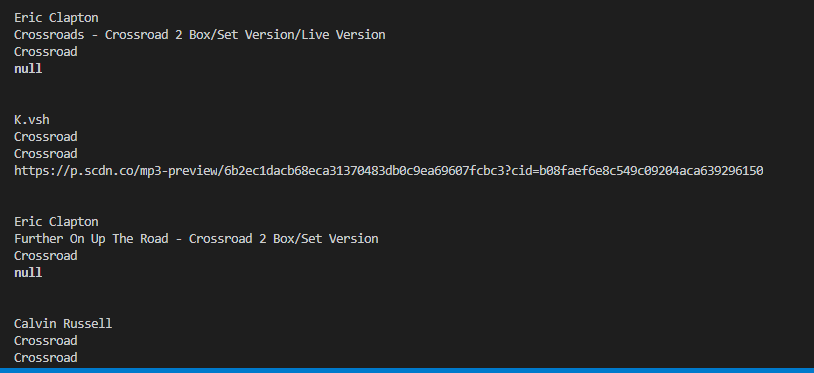 Eric Clapton
Crossroads - Crossroad 2 Box/Set Version/Live Version
Crossroad
null
K.vsh
Crossroad
Crossroad
https://p.scdn.co/mp3-preview/6b2ec1dacb68eca31370483db0c9ea69607fcbc3?cid=b08faef6e8c549c09204aca639296150
Eric Clapton
Further On Up The Road - Crossroad 2 Box/Set Version
Crossroad
null
Calvin Russell
Crossroad
Crossroad